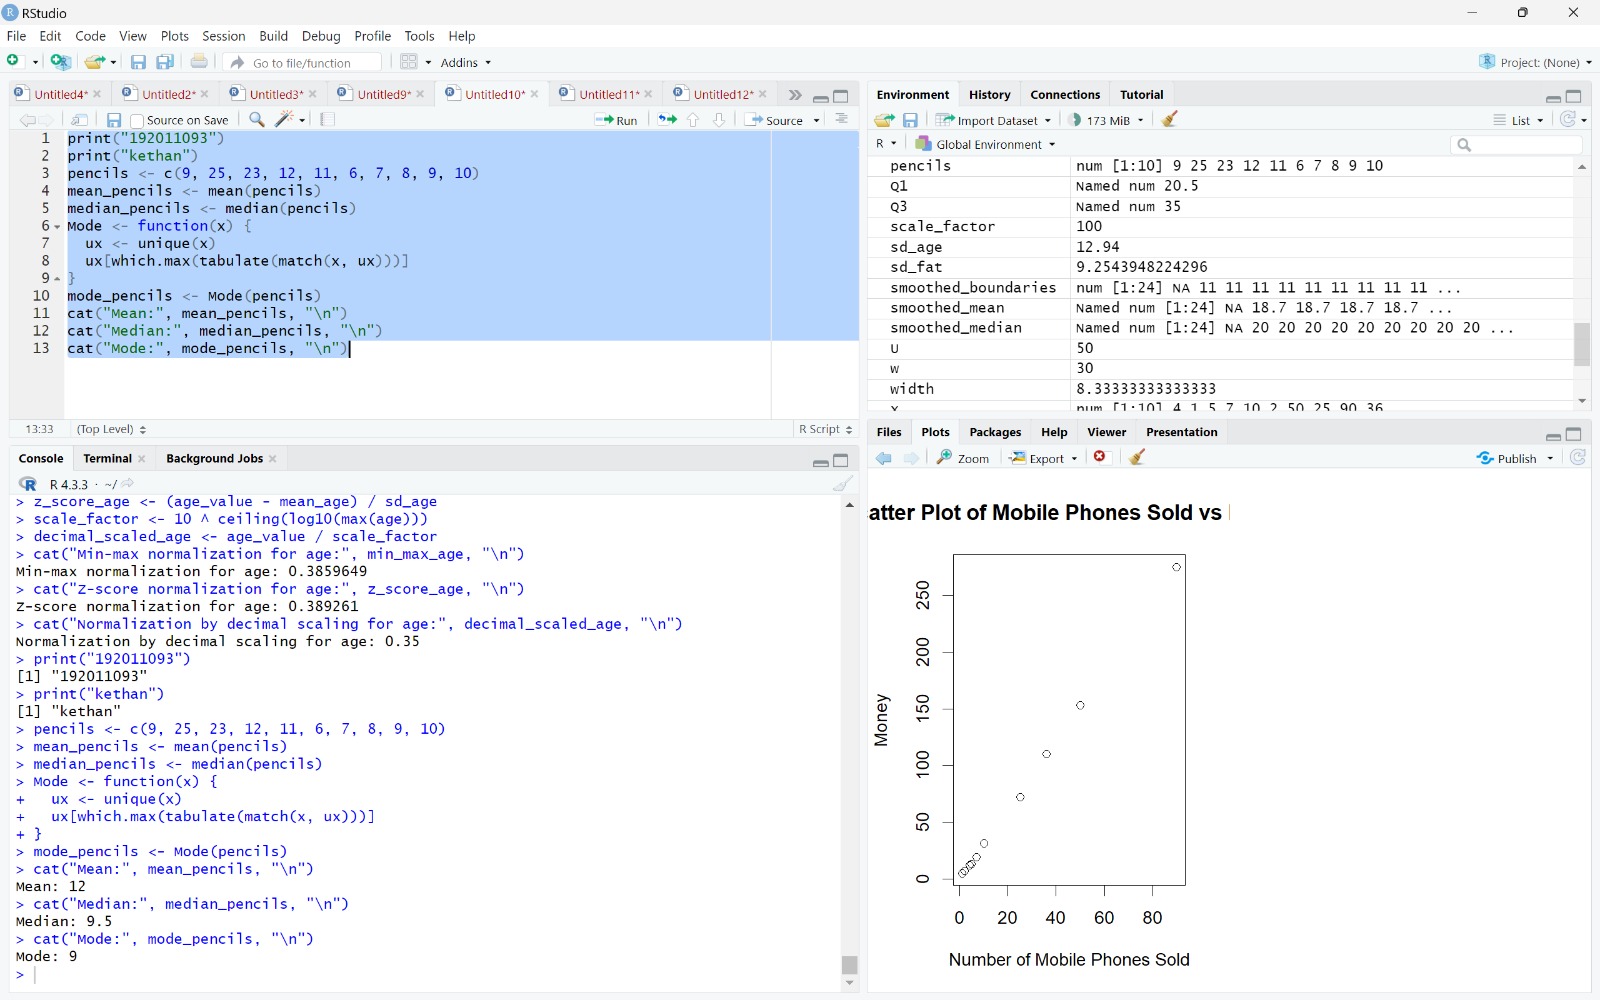 RStudio
File Edit Code View Plots Session Build Debug Profile Tools Help
Go to file/function Addins Project: (None)
Untitled4* Untitled2* Untitled3* Untitled9* Untitled10* Untitled11* Untitled12*
Source on Save Run Source
1 print("192011093")
2 print("kethan")
3 pencils <- c(9, 25, 23, 12, 11, 6, 7, 8, 9, 10)
4 mean_pencils <- mean(pencils)
5 median_pencils <- median(pencils)
6 Mode <- function(x) {
7 ux <- unique(x)
8 ux[which.max(tabulate(match(x, ux)))]
9 }
10 mode_pencils <- Mode(pencils)
11 cat("Mean:", mean_pencils, "\n")
12 cat("Median:", median_pencils, "\n")
13 cat("Mode:", mode_pencils, "\n")
13:33 (Top Level) R Script
Console Terminal Background Jobs
R 4.3.3 · ~/
> z_score_age <- (age_value - mean_age) / sd_age
> scale_factor <- 10 ^ ceiling(log10(max(age)))
> decimal_scaled_age <- age_value / scale_factor
> cat("Min-max normalization for age:", min_max_age, "\n")
Min-max normalization for age: 0.3859649
> cat("Z-score normalization for age:", z_score_age, "\n")
Z-score normalization for age: 0.389261
> cat("Normalization by decimal scaling for age:", decimal_scaled_age, "\n")
Normalization by decimal scaling for age: 0.35
> print("192011093")
[1] "192011093"
> print("kethan")
[1] "kethan"
> pencils <- c(9, 25, 23, 12, 11, 6, 7, 8, 9, 10)
> mean_pencils <- mean(pencils)
> median_pencils <- median(pencils)
> Mode <- function(x) {
+ ux <- unique(x)
+ ux[which.max(tabulate(match(x, ux)))]
+ }
> mode_pencils <- Mode(pencils)
> cat("Mean:", mean_pencils, "\n")
Mean: 12
> cat("Median:", median_pencils, "\n")
Median: 9.5
> cat("Mode:", mode_pencils, "\n")
Mode: 9
>
Environment History Connections Tutorial
Import Dataset 173 MiB List
R Global Environment
pencils num [1:10] 9 25 23 12 11 6 7 8 9 10
Q1 Named num 20.5
Q3 Named num 35
scale_factor 100
sd_age 12.94
sd_fat 9.2543948224296
smoothed_boundaries num [1:24] NA 11 11 11 11 11 11 11 11 11 ...
smoothed_mean Named num [1:24] NA 18.7 18.7 18.7 18.7 ...
smoothed_median Named num [1:24] NA 20 20 20 20 20 20 20 20 20 ...
U 50
w 30
width 8.33333333333333
x num [1:10] 4 1 5 7 10 2 50 25 90 36
Files Plots Packages Help Viewer Presentation
Zoom Export Publish
atter Plot of Mobile Phones Sold vs
Money
250
200
150
100
50
0
0 20 40 60 80
Number of Mobile Phones Sold